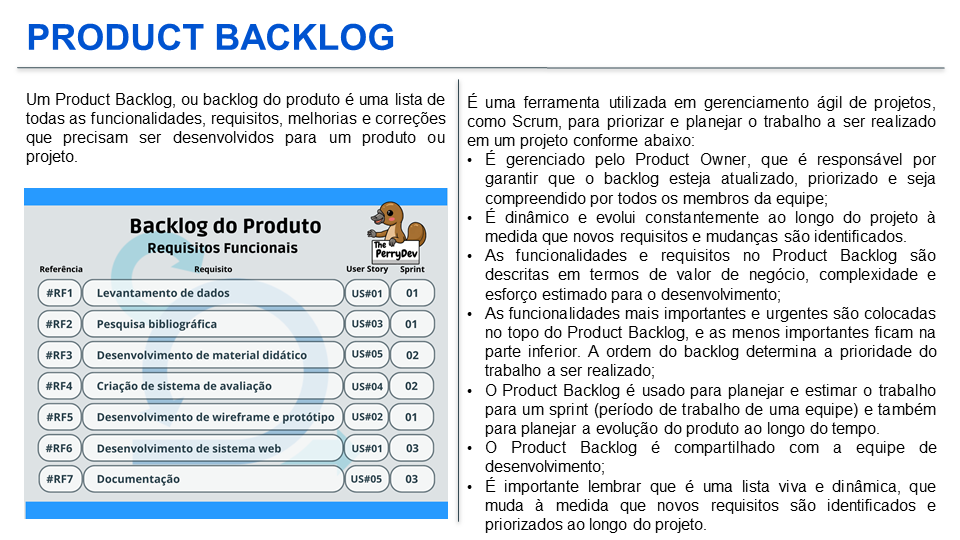 PRODUCT BACKLOG
Um Product Backlog, ou backlog do produto é uma lista de
todas as funcionalidades, requisitos, melhorias e correções
que precisam ser desenvolvidos para um produto ou
projeto.
Backlog do Produto
Requisitos Funcionais
The
PerryDev
Referência Requisito User Story Sprint
#RF1 Levantamento de dados US#01 01
#RF2 Pesquisa bibliográfica US#03 01
#RF3 Desenvolvimento de material didático US#05 02
#RF4 Criação de sistema de avaliação US#04 02
#RF5 Desenvolvimento de wireframe e protótipo US#02 01
#RF6 Desenvolvimento de sistema web US#01 03
#RF7 Documentação US#05 03
É uma ferramenta utilizada em gerenciamento ágil de projetos,
como Scrum, para priorizar e planejar o trabalho a ser realizado
em um projeto conforme abaixo:
• É gerenciado pelo Product Owner, que é responsável por
garantir que o backlog esteja atualizado, priorizado e seja
compreendido por todos os membros da equipe;
• É dinâmico e evolui constantemente ao longo do projeto à
medida que novos requisitos e mudanças são identificados.
• As funcionalidades e requisitos no Product Backlog são
descritas em termos de valor de negócio, complexidade e
esforço estimado para o desenvolvimento;
• As funcionalidades mais importantes e urgentes são colocadas
no topo do Product Backlog, e as menos importantes ficam na
parte inferior. A ordem do backlog determina a prioridade do
trabalho a ser realizado;
• O Product Backlog é usado para planejar e estimar o trabalho
para um sprint (período de trabalho de uma equipe) e também
para planejar a evolução do produto ao longo do tempo.
• O Product Backlog é compartilhado com a equipe de
desenvolvimento;
• É importante lembrar que é uma lista viva e dinâmica, que
muda à medida que novos requisitos são identificados e
priorizados ao longo do projeto.